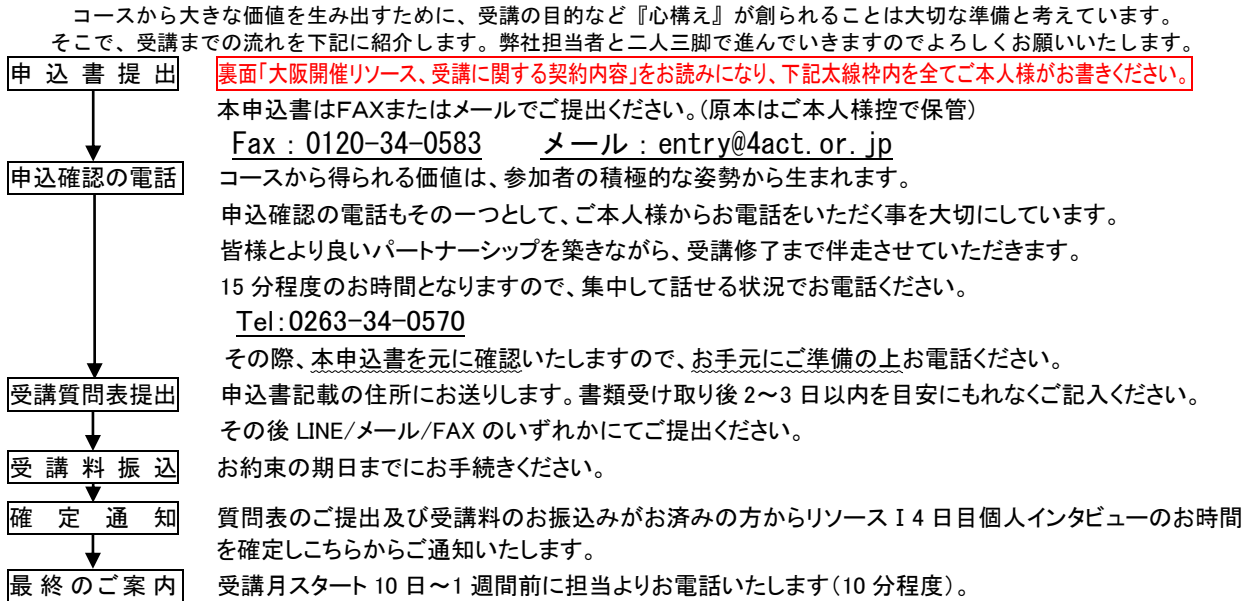 コースから大きな価値を生み出すために、受講の目的など『心構え』が創られることは大切な準備と考えています。
そこで、受講までの流れを下記に紹介します。弊社担当者と二人三脚で進んでいきますのでよろしくお願いいたします。
申込書提出 裏面「大阪開催リソース、受講に関する契約内容」をお読みになり、下記太線枠内を全てご本人様がお書きください。
本申込書はFAXまたはメールでご提出ください。(原本はご本人様控で保管)
Fax：0120-34-0583 メール：entry@4act.or.jp
申込確認の電話 コースから得られる価値は、参加者の積極的な姿勢から生まれます。
申込確認の電話もその一つとして、ご本人様からお電話をいただく事を大切にしています。
皆様とより良いパートナーシップを築きながら、受講修了まで伴走させていただきます。
15分程度のお時間となりますので、集中して話せる状況でお電話ください。
Tel：0263-34-0570
その際、本申込書を元に確認いたしますので、お手元にご準備の上お電話ください。
受講質問表提出 申込書記載の住所にお送りします。書類受け取り後2～3日以内を目安にもれなくご記入ください。
その後LINE/メール/FAXのいずれかにてご提出ください。
受講料振込 お約束の期日までにお手続きください。
確定通知 質問表のご提出及び受講料のお振込みがお済みの方からリソースⅠ4日目個人インタビューのお時間
を確定しこちらからご通知いたします。
最終のご案内 受講月スタート10日～1週間前に担当よりお電話いたします(10分程度)。